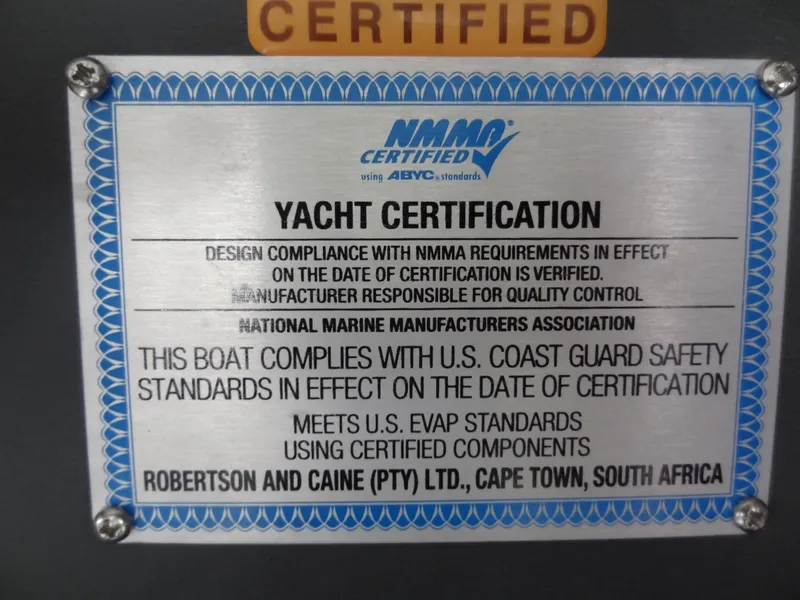 CERTIFIED
NMMA®
CERTIFIED
using ABYC® standards
YACHT CERTIFICATION
DESIGN COMPLIANCE WITH NMMA REQUIREMENTS IN EFFECT
ON THE DATE OF CERTIFICATION IS VERIFIED.
MANUFACTURER RESPONSIBLE FOR QUALITY CONTROL
NATIONAL MARINE MANUFACTURERS ASSOCIATION
THIS BOAT COMPLIES WITH U.S. COAST GUARD SAFETY
STANDARDS IN EFFECT ON THE DATE OF CERTIFICATION
MEETS U.S. EVAP STANDARDS
USING CERTIFIED COMPONENTS
ROBERTSON AND CAINE (PTY) LTD., CAPE TOWN, SOUTH AFRICA